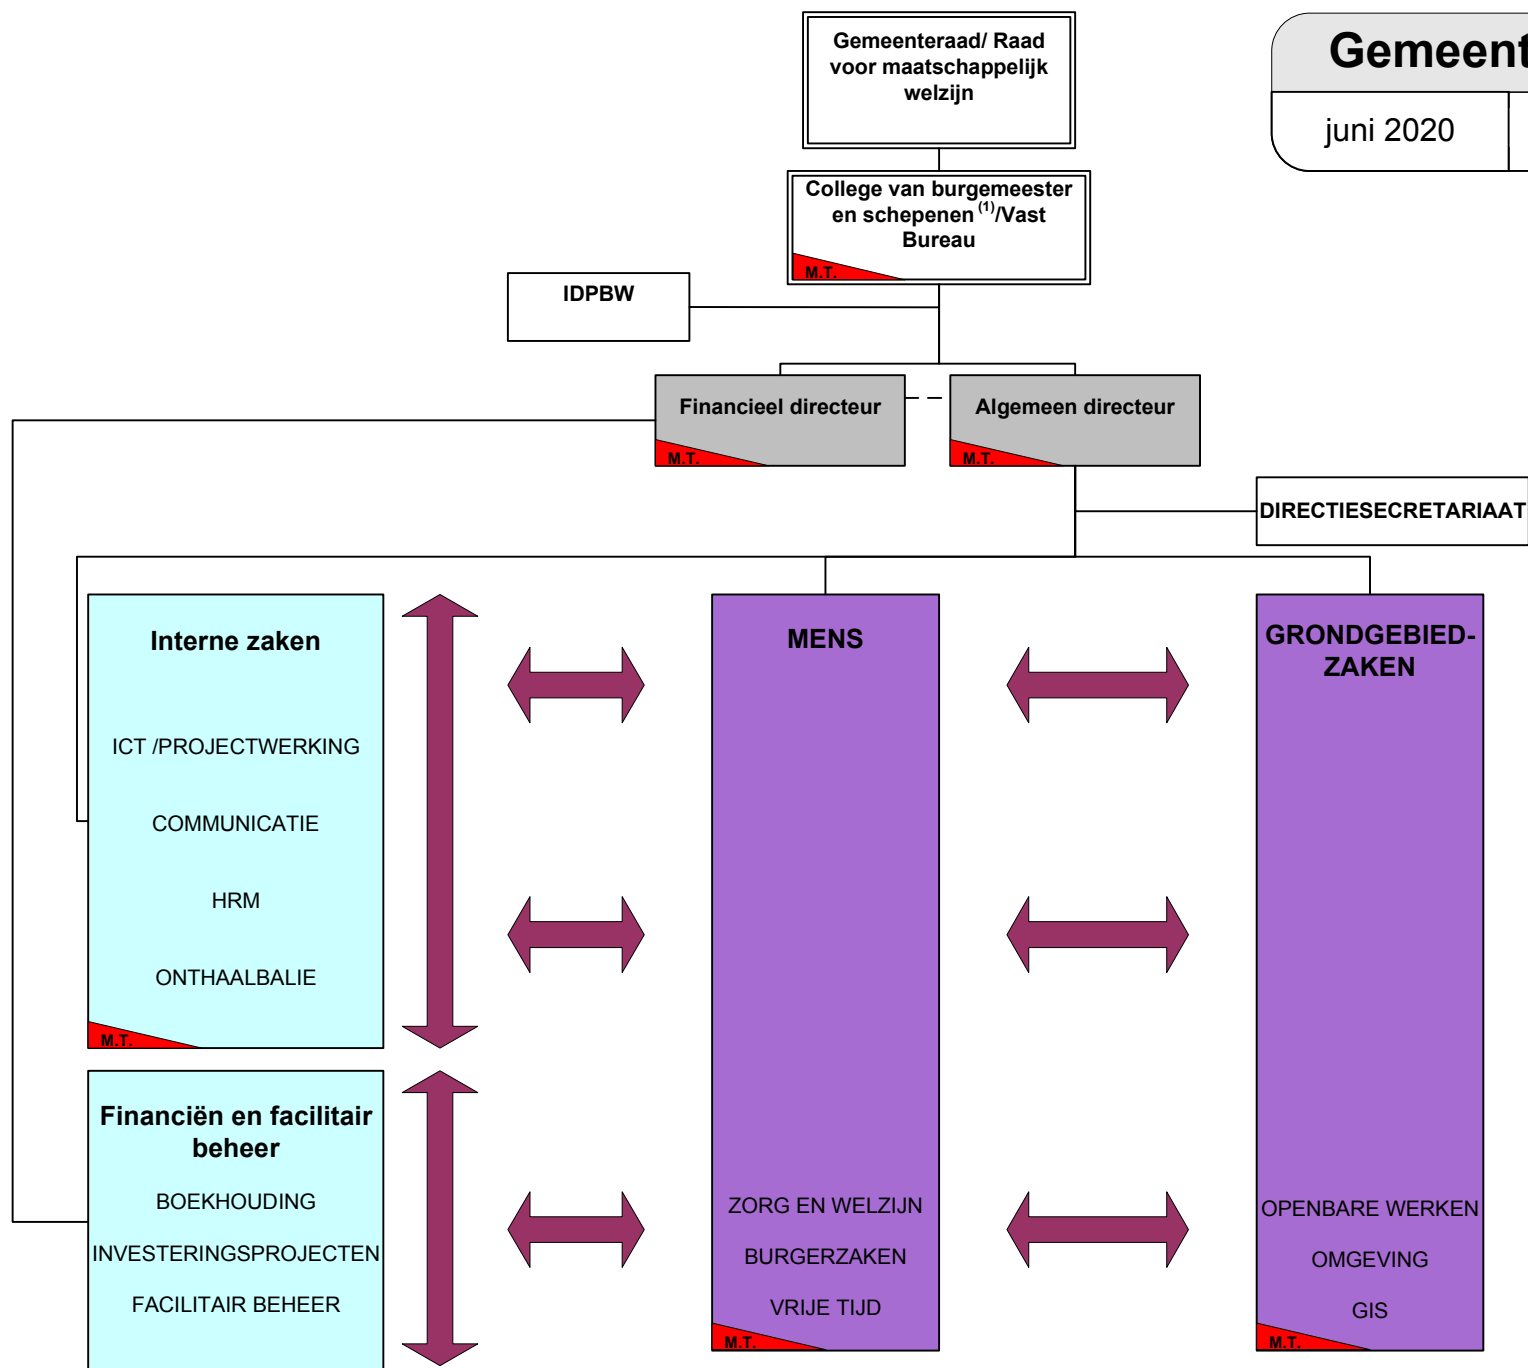 Gemeenteraad/ Raad
voor maatschappelijk
welzijn
Gemeent
juni 2020
College van burgemeester
en schepenen (1)/Vast
Bureau
M.T.
IDPBW
Financieel directeur
M.T.
Algemeen directeur
M.T.
DIRECTIESECRETARIAAT
Interne zaken
ICT /PROJECTWERKING
COMMUNICATIE
HRM
ONTHAALBALIE
M.T.
Financiën en facilitair
beheer
BOEKHOUDING
INVESTERINGSPROJECTEN
FACILITAIR BEHEER
MENS
ZORG EN WELZIJN
BURGERZAKEN
VRIJE TIJD
M.T.
GRONDGEBIED-
ZAKEN
OPENBARE WERKEN
OMGEVING
GIS
M.T.